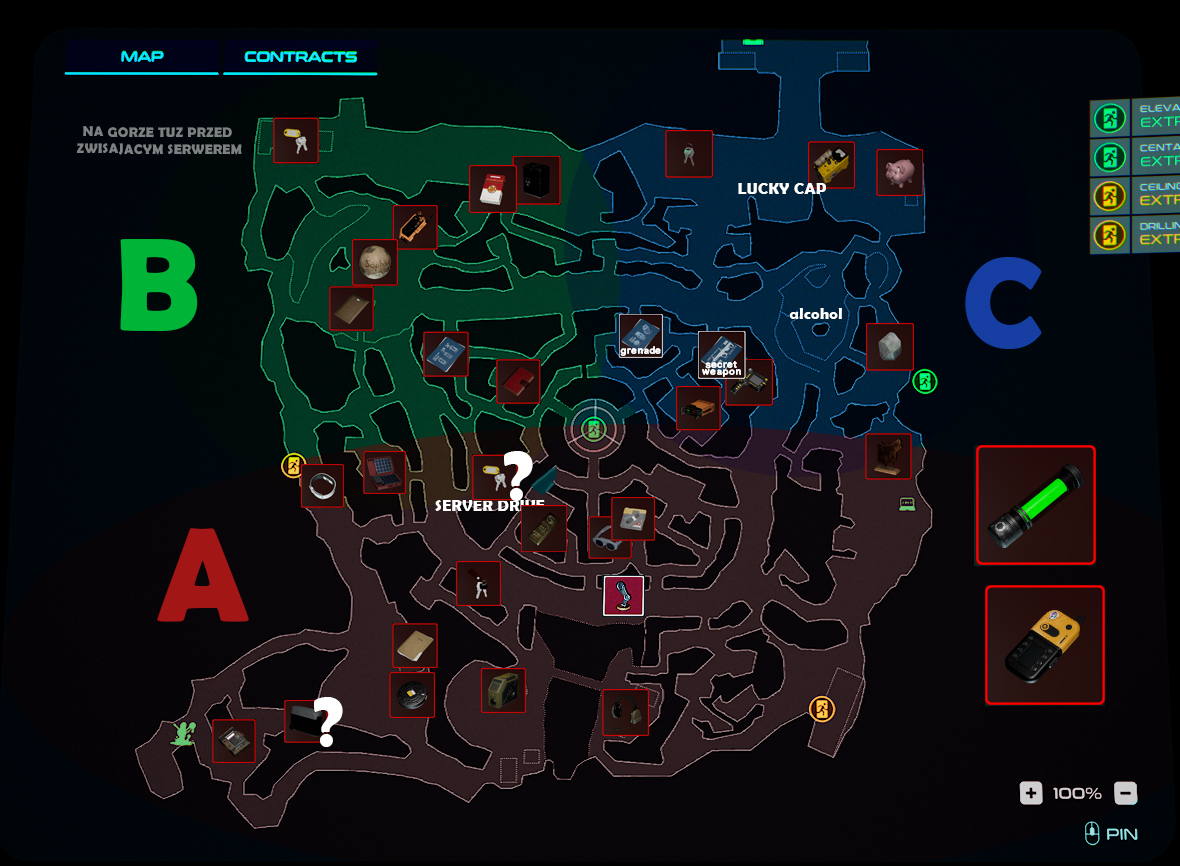 MAP
CONTRACTS
NA GORZE TUZ PRZED
ZWISAJACYM SERWEREM
ELEVA
EXTR
CENTA
EXTR
CEILING
EXTR
DRILLIN
EXTR
LUCKY CAP
B
C
alcohol
grenade
secret
weapon
?
SERVER DRIVE
A
?
+ 100% -
PIN